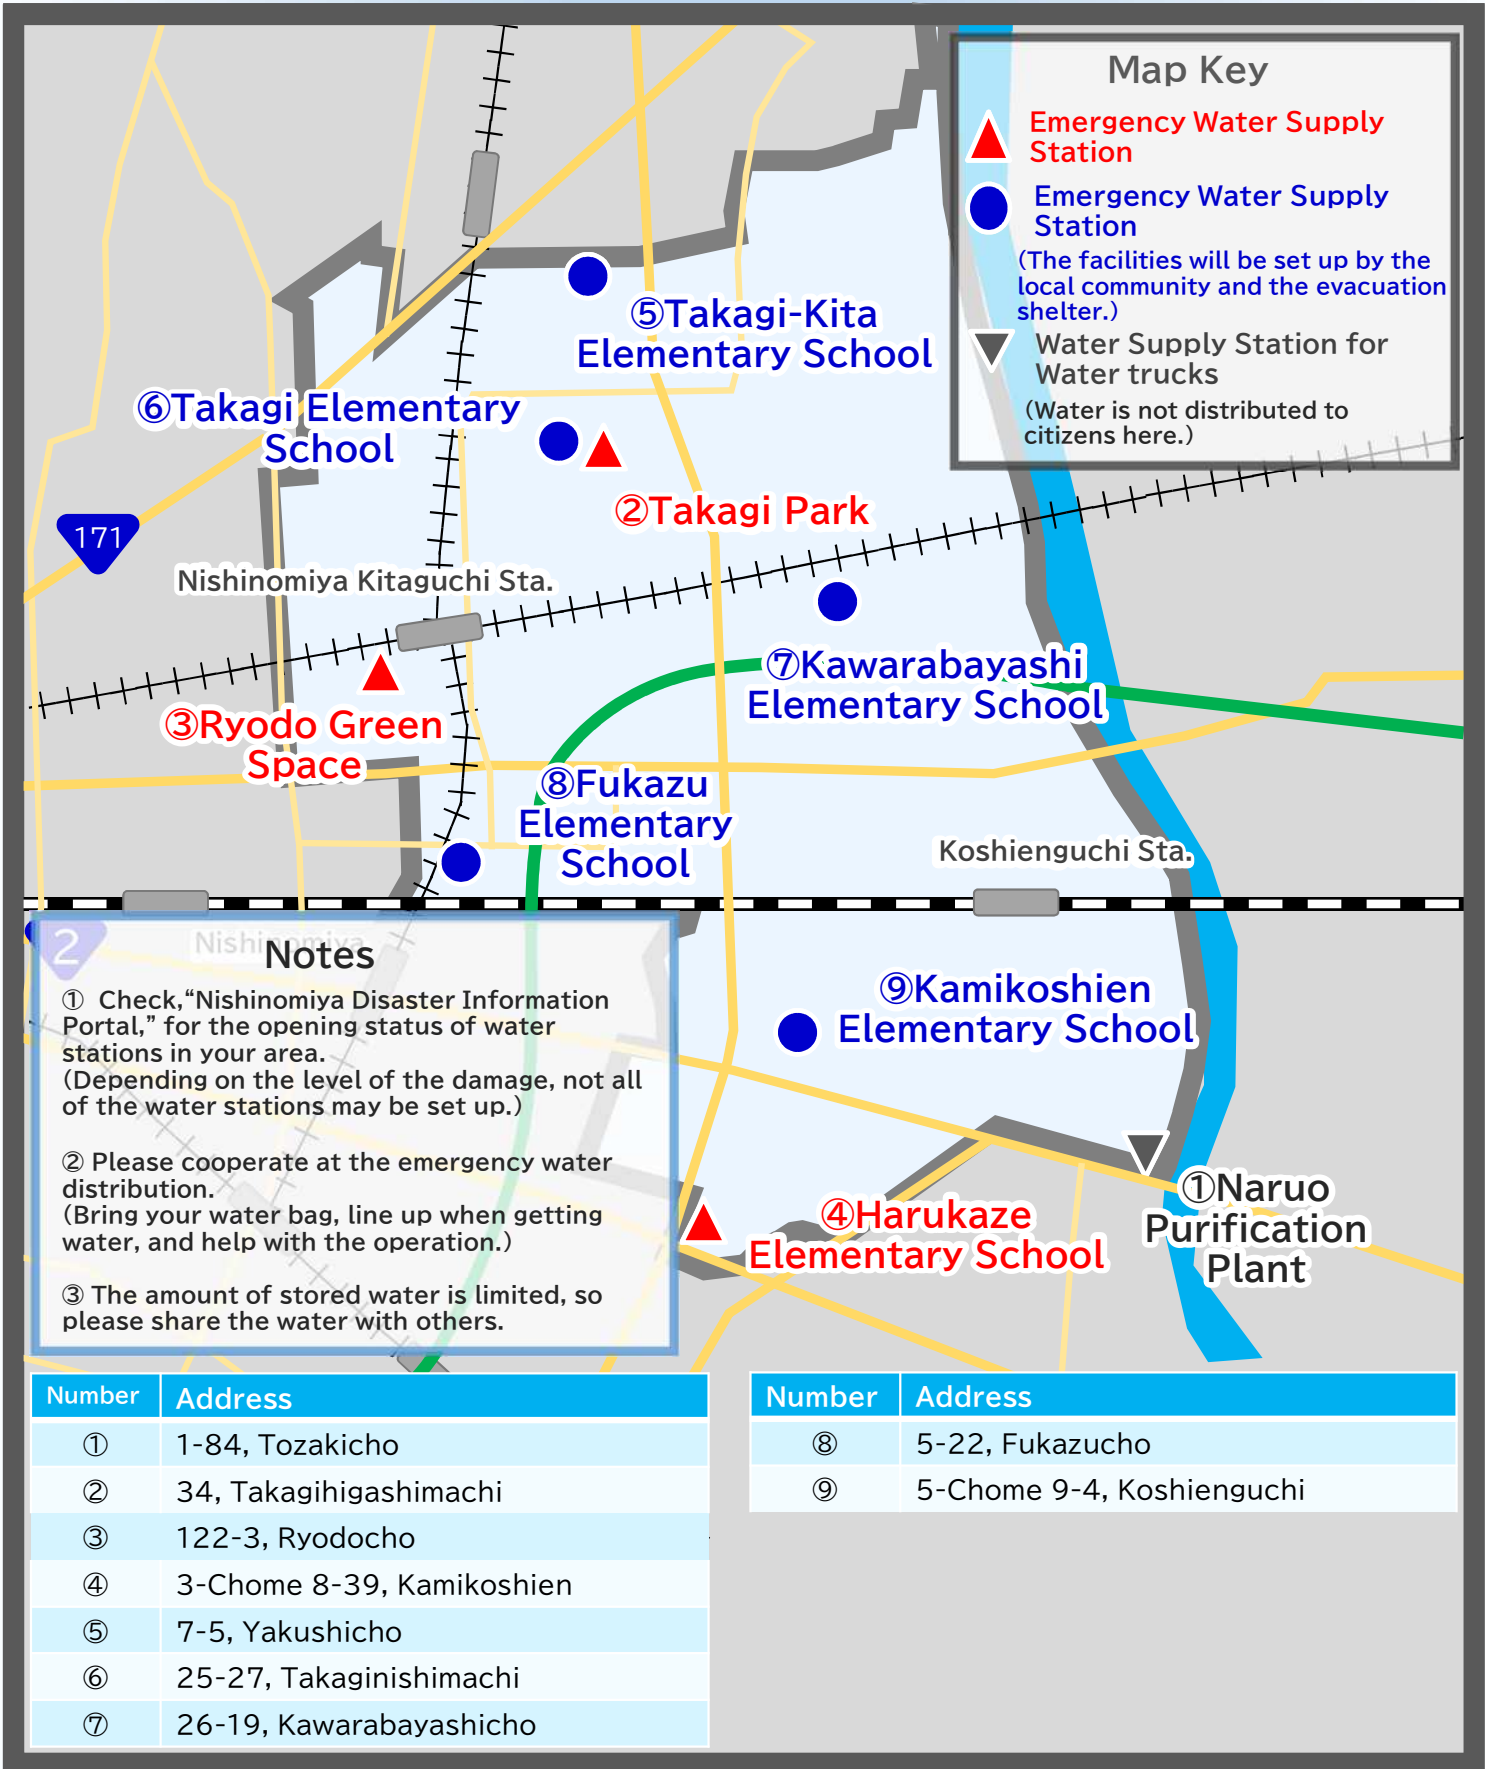 Map Key
Emergency Water Supply
Station
Emergency Water Supply
Station
(The facilities will be set up by the
local community and the evacuation
shelter.)
Water Supply Station for
Water trucks
(Water is not distributed to
citizens here.)
⑤Takagi-Kita
Elementary School
⑥Takagi Elementary
School
②Takagi Park
171
Nishinomiya Kitaguchi Sta.
⑦Kawarabayashi
Elementary School
③Ryodo Green
Space
⑧Fukazu
Elementary
School
Koshienguchi Sta.
2
Nishinomiya
⑨Kamikoshien
Elementary School
④Harukaze
Elementary School
①Naruo
Purification
Plant
Notes
① Check,“Nishinomiya Disaster Information
Portal,” for the opening status of water
stations in your area.
(Depending on the level of the damage, not all
of the water stations may be set up.)
② Please cooperate at the emergency water
distribution.
(Bring your water bag, line up when getting
water, and help with the operation.)
③ The amount of stored water is limited, so
please share the water with others.
Number Address
① 1-84, Tozakicho
② 34, Takagihigashimachi
③ 122-3, Ryodocho
④ 3-Chome 8-39, Kamikoshien
⑤ 7-5, Yakushicho
⑥ 25-27, Takaginishimachi
⑦ 26-19, Kawarabayashicho
Number Address
⑧ 5-22, Fukazucho
⑨ 5-Chome 9-4, Koshienguchi